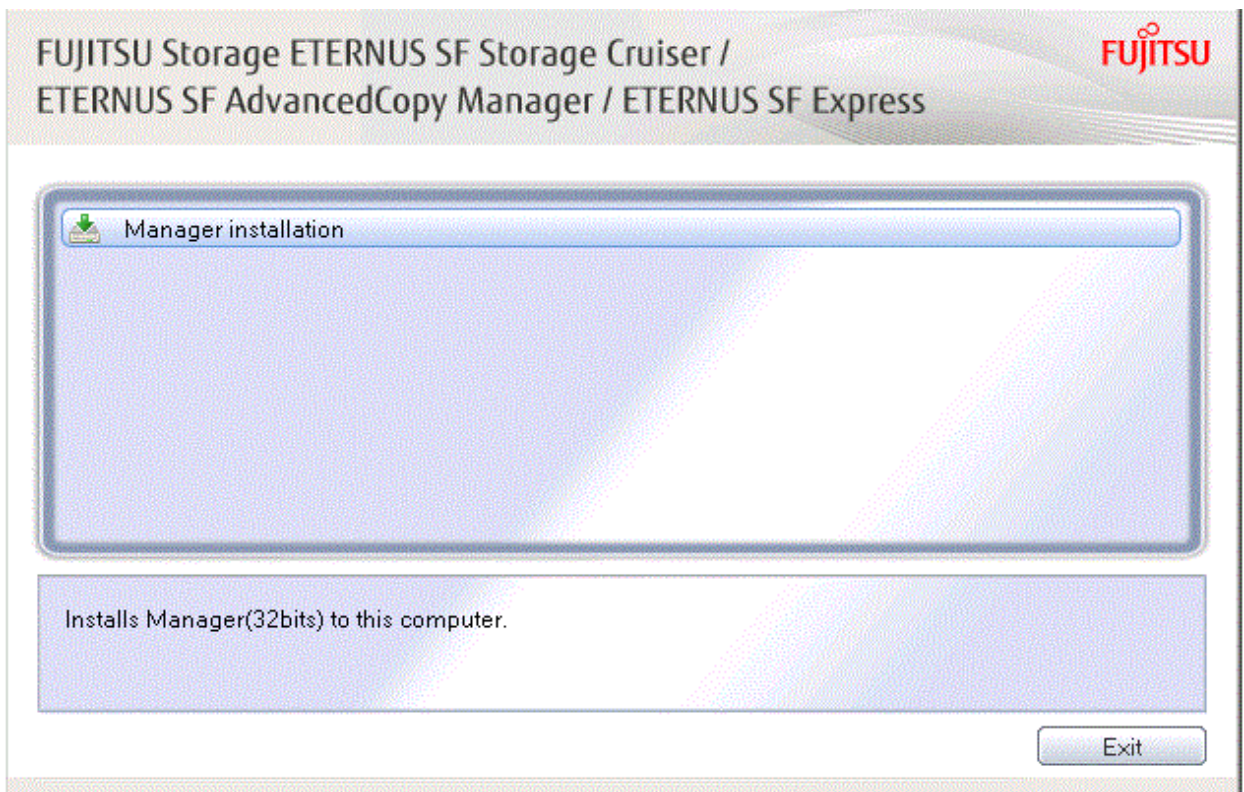 FUJITSU Storage ETERNUS SF Storage Cruiser /
ETERNUS SF AdvancedCopy Manager / ETERNUS SF Express
FUJITSU
Manager installation
Installs Manager(32bits) to this computer.
Exit